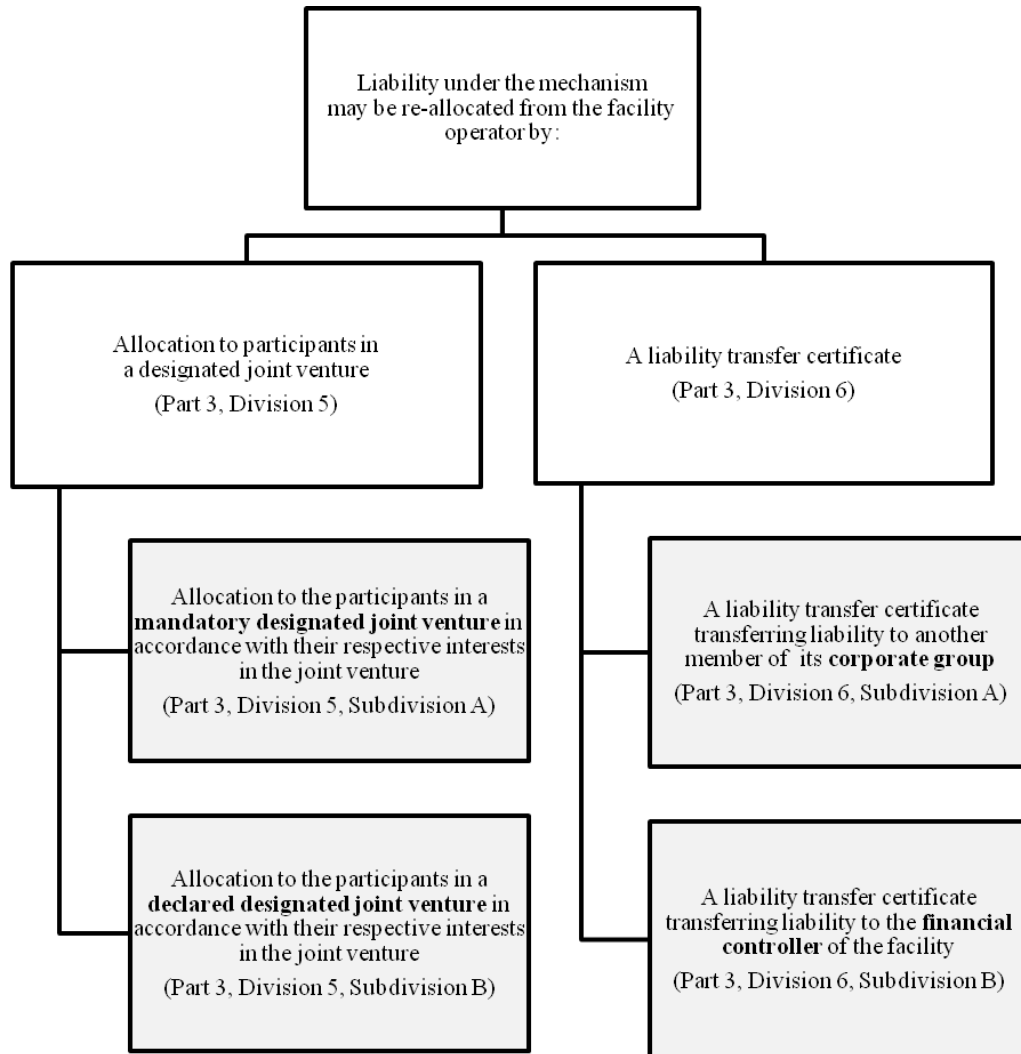 Liability under the mechanism
may be re-allocated from the facility
operator by:
Allocation to participants in
a designated joint venture
(Part 3, Division 5)
A liability transfer certificate
(Part 3, Division 6)
Allocation to the participants in a
mandatory designated joint venture in
accordance with their respective interests
in the joint venture
(Part 3, Division 5, Subdivision A)
A liability transfer certificate
transferring liability to another
member of its corporate group
(Part 3, Division 6, Subdivision A)
Allocation to the participants in a
declared designated joint venture in
accordance with their respective interests
in the joint venture
(Part 3, Division 5, Subdivision B)
A liability transfer certificate
transferring liability to the financial
controller of the facility
(Part 3, Division 6, Subdivision B)